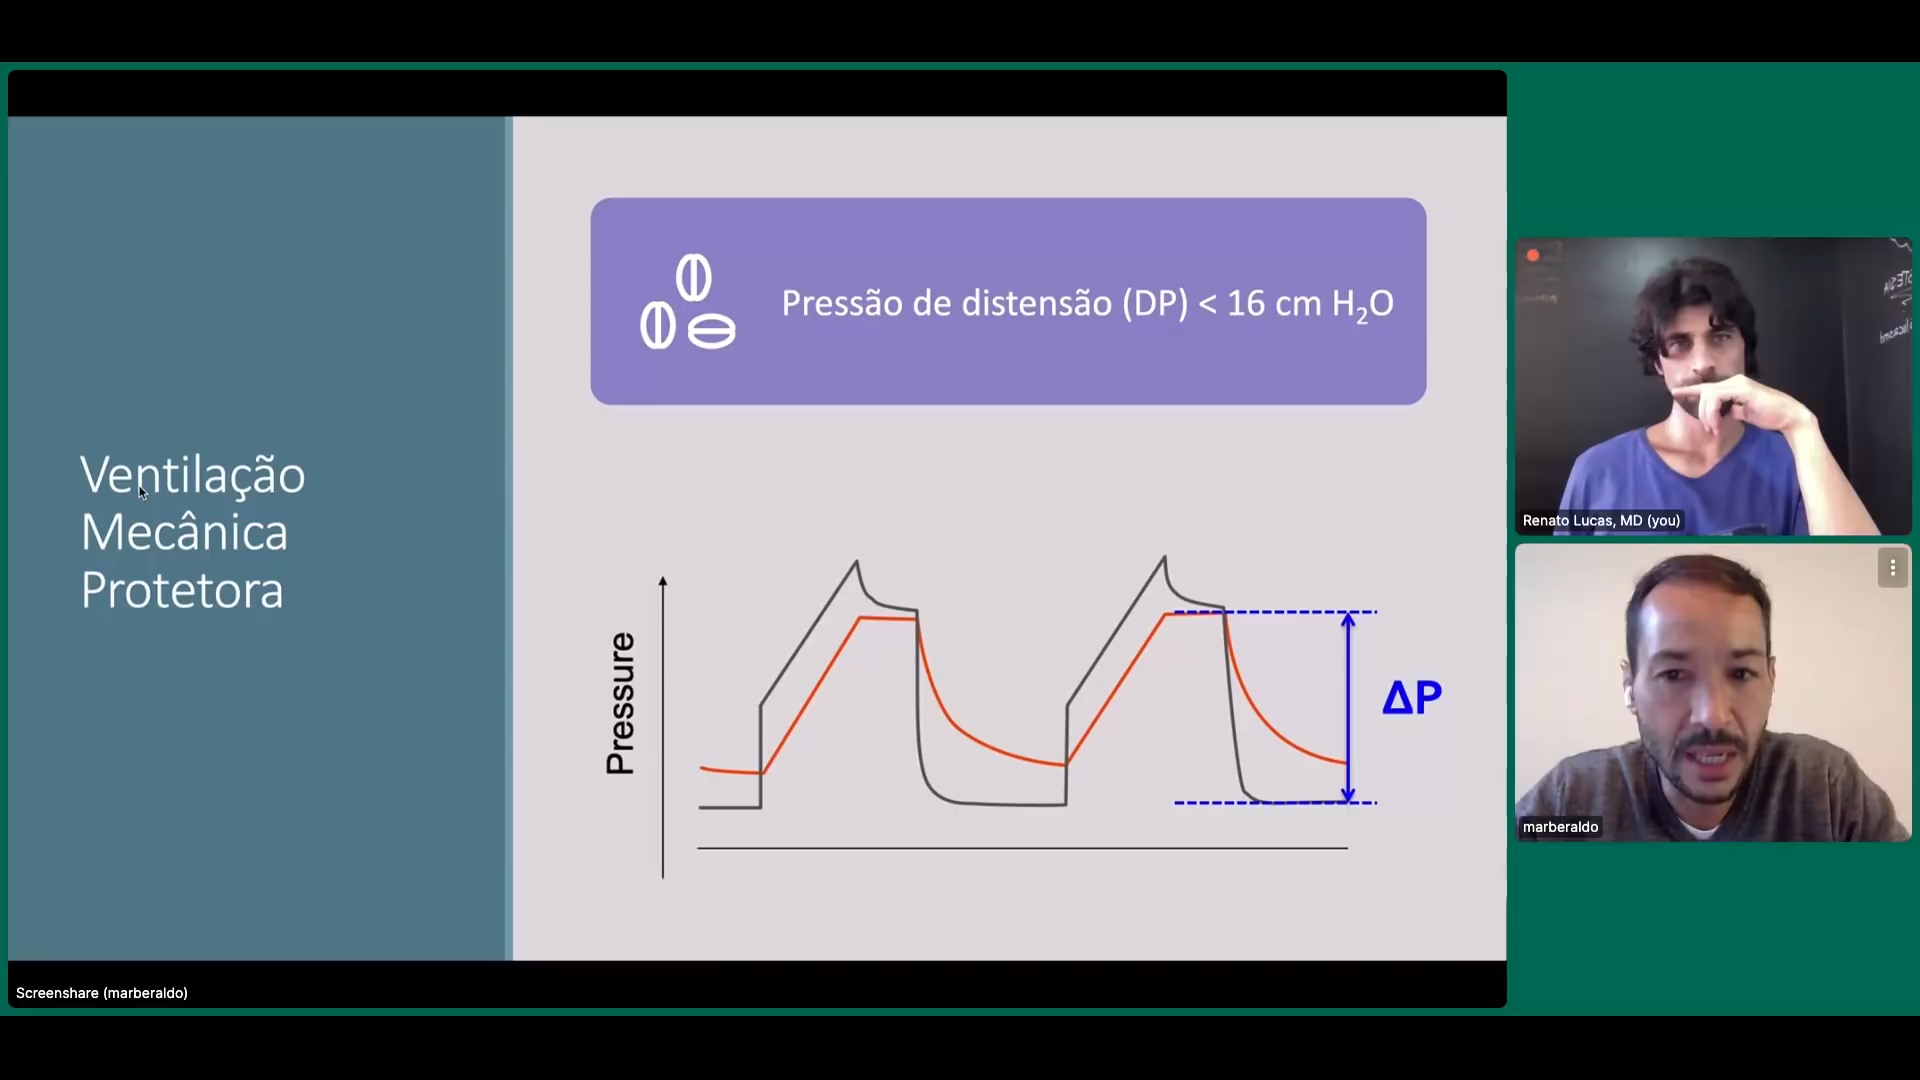 Ventilação
Mecânica
Protetora
Pressão de distensão (DP) < 16 cm H₂O
Pressure
ΔP
Renato Lucas, MD (you)
marberaldo
Screenshare (marberaldo)